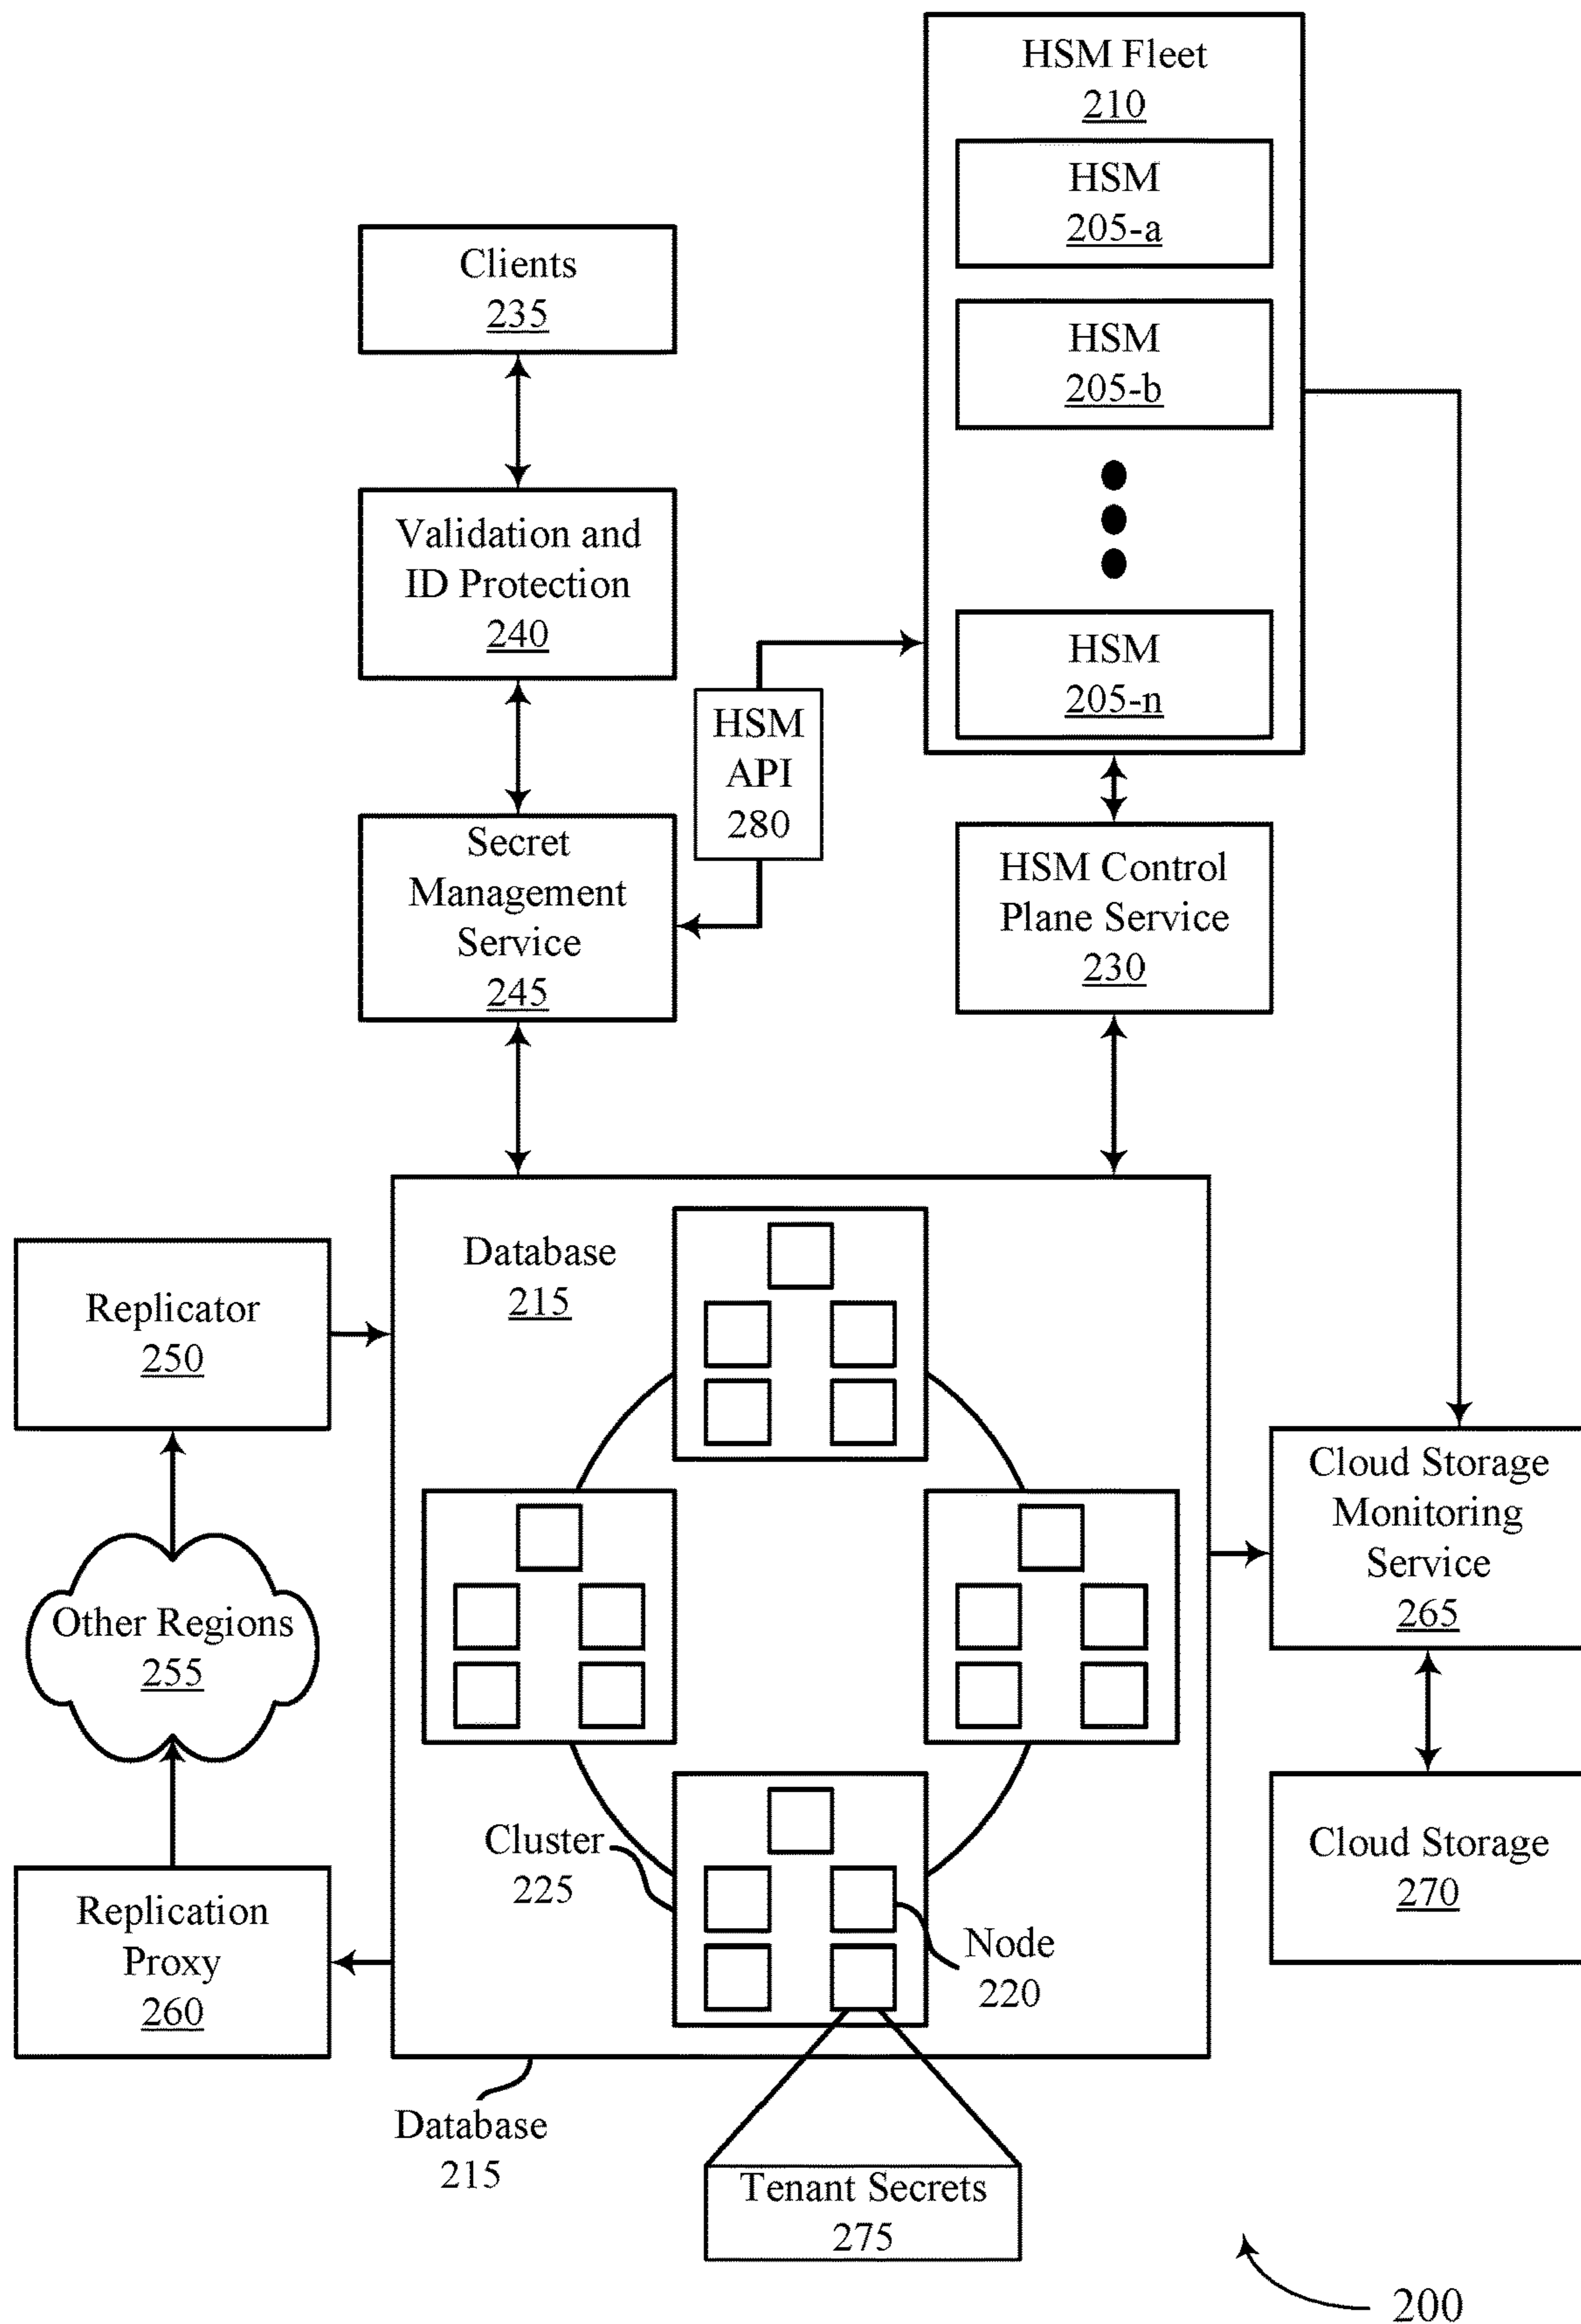 HSM Fleet
210
HSM
205-a
HSM
205-b
HSM
205-n
Clients
235
Validation and
ID Protection
240
HSM
API
280
Secret
Management
Service
245
HSM Control
Plane Service
230
Database
215
Replicator
250
Other Regions
255
Replication
Proxy
260
Cluster
225
Node
220
Cloud Storage
Monitoring
Service
265
Cloud Storage
270
Database
215
Tenant Secrets
275
200